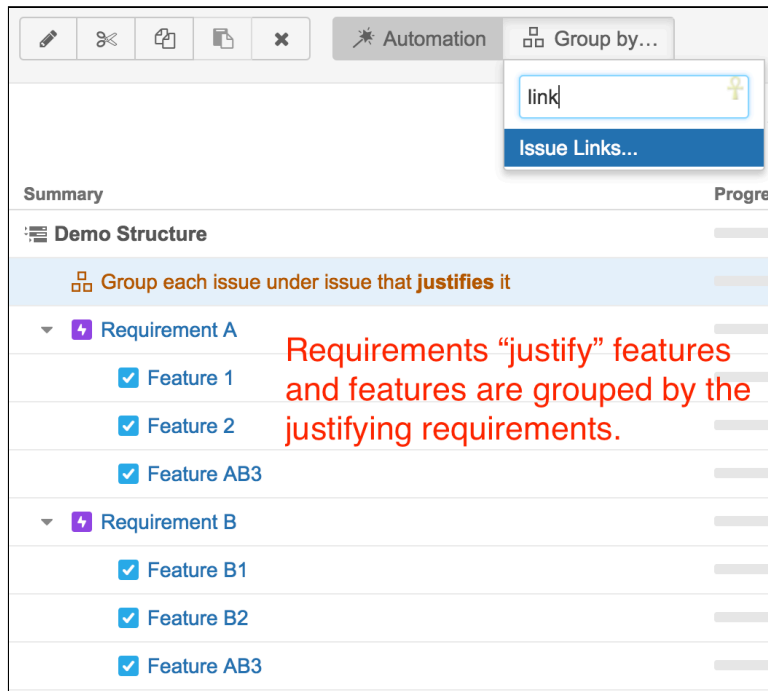 Automation
Group by...
link
Issue Links...
Summary
Progre
Demo Structure
Group each issue under issue that justifies it
Requirement A
Requirements “justify” features
and features are grouped by the
justifying requirements.
Feature 1
Feature 2
Feature AB3
Requirement B
Feature B1
Feature B2
Feature AB3